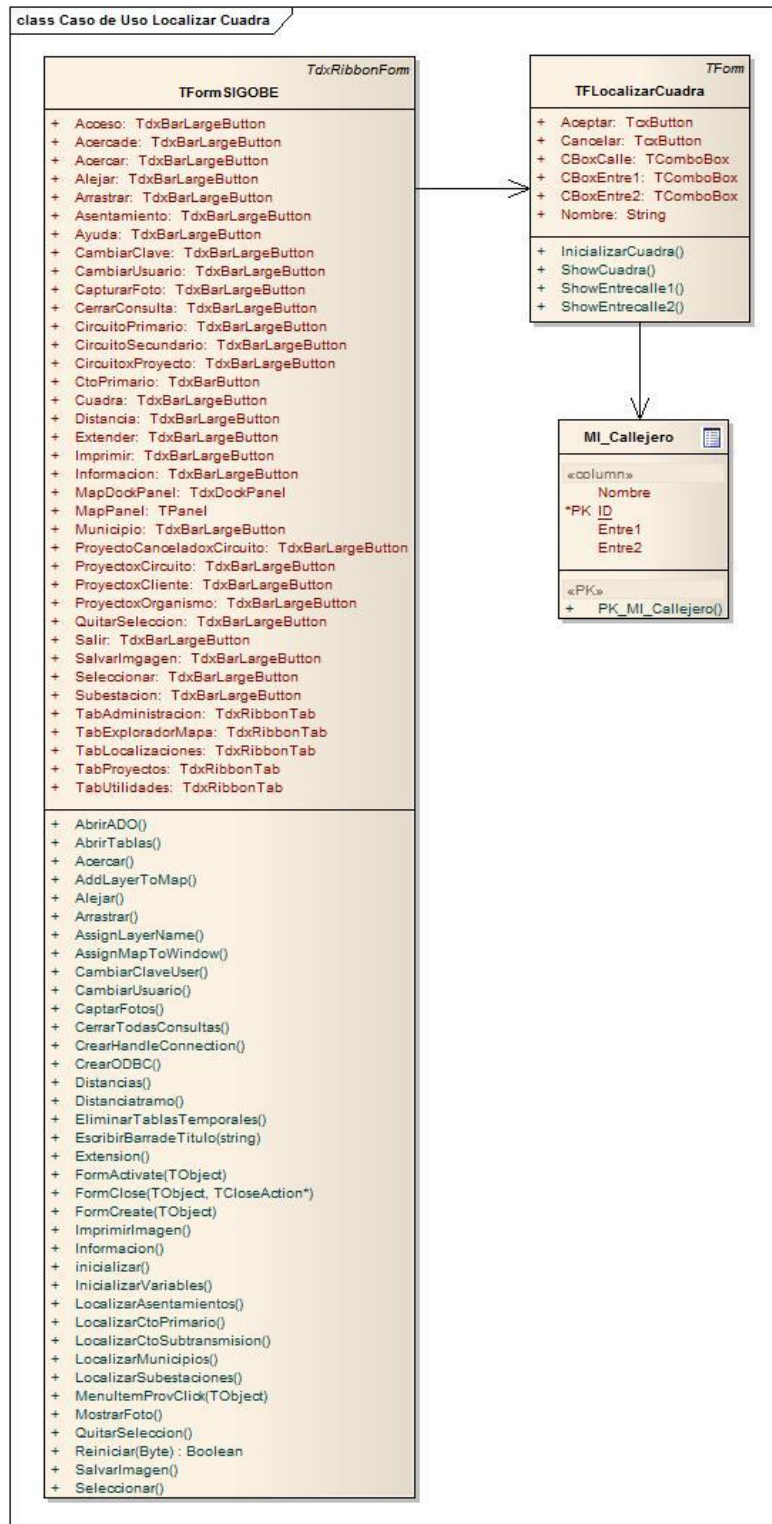 class Caso de Uso Localizar Cuadra
TdxRibbonForm
TFormSIGOBE
+ Acceso: TdxBarLargeButton
+ Acercade: TdxBarLargeButton
+ Acercar: TdxBarLargeButton
+ Alejar: TdxBarLargeButton
+ Arrastrar: TdxBarLargeButton
+ Asentamiento: TdxBarLargeButton
+ Ayuda: TdxBarLargeButton
+ CambiarClave: TdxBarLargeButton
+ CambiarUsuario: TdxBarLargeButton
+ CapturarFoto: TdxBarLargeButton
+ CerrarConsulta: TdxBarLargeButton
+ CircuitoPrimario: TdxBarLargeButton
+ CircuitoSecundario: TdxBarLargeButton
+ CircuitoxProyecto: TdxBarLargeButton
+ CtoPrimario: TdxBarButton
+ Cuadra: TdxBarLargeButton
+ Distancia: TdxBarLargeButton
+ Extender: TdxBarLargeButton
+ Imprimir: TdxBarLargeButton
+ Informacion: TdxBarLargeButton
+ MapDockPanel: TdxDockPanel
+ MapPanel: TPanel
+ Municipio: TdxBarLargeButton
+ ProyectoCanceladoxCircuito: TdxBarLargeButton
+ ProyectoxCircuito: TdxBarLargeButton
+ ProyectoxCliente: TdxBarLargeButton
+ ProyectoxOrganismo: TdxBarLargeButton
+ QuitarSeleccion: TdxBarLargeButton
+ Salir: TdxBarLargeButton
+ SalvarImgagen: TdxBarLargeButton
+ Seleccionar: TdxBarLargeButton
+ Subestacion: TdxBarLargeButton
+ TabAdministracion: TdxRibbonTab
+ TabExploradorMapa: TdxRibbonTab
+ TabLocalizaciones: TdxRibbonTab
+ TabProyectos: TdxRibbonTab
+ TabUtilidades: TdxRibbonTab
+ AbrirADO()
+ AbrirTablas()
+ Acercar()
+ AddLayerToMap()
+ Alejar()
+ Arrastrar()
+ AssignLayerName()
+ AssignMapToWindow()
+ CambiarClaveUser()
+ CambiarUsuario()
+ CaptarFotos()
+ CerrarTodasConsultas()
+ CrearHandleConnection()
+ CrearODBC()
+ Distancias()
+ Distanciatramo()
+ EliminarTablasTemporales()
+ EscribirBarradeTitulo(string)
+ Extension()
+ FormActivate(TObject)
+ FormClose(TObject, TCloseAction*)
+ FormCreate(TObject)
+ ImprimirImagen()
+ Informacion()
+ inicializar()
+ InicializarVariables()
+ LocalizarAsentamientos()
+ LocalizarCtoPrimario()
+ LocalizarCtoSubtransmision()
+ LocalizarMunicipios()
+ LocalizarSubestaciones()
+ MenuItemProvClick(TObject)
+ MostrarFoto()
+ QuitarSeleccion()
+ Reiniciar(Byte) : Boolean
+ SalvarImagen()
+ Seleccionar()
TForm
TFLocalizarCuadra
+ Aceptar: TcxButton
+ Cancelar: TcxButton
+ CBoxCalle: TComboBox
+ CBoxEntre1: TComboBox
+ CBoxEntre2: TComboBox
+ Nombre: String
+ InicializarCuadra()
+ ShowCuadra()
+ ShowEntrecalle1()
+ ShowEntrecalle2()
MI_Callejero
«column»
Nombre
*PK ID
Entre1
Entre2
«PK»
+ PK_MI_Callejero()